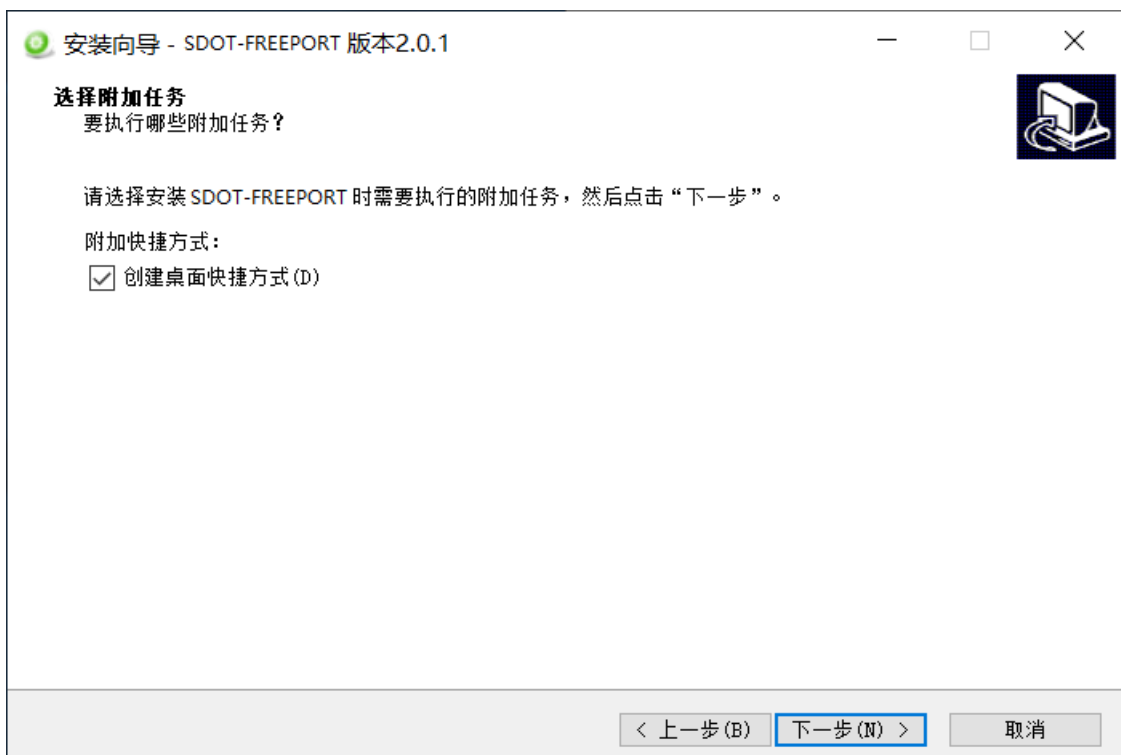 安装向导 - SDOT-FREEPORT 版本2.0.1
选择附加任务
要执行哪些附加任务？
请选择安装 SDOT-FREEPORT 时需要执行的附加任务，然后点击“下一步”。
附加快捷方式：
创建桌面快捷方式(D)
< 上一步(B) 下一步(N) > 取消